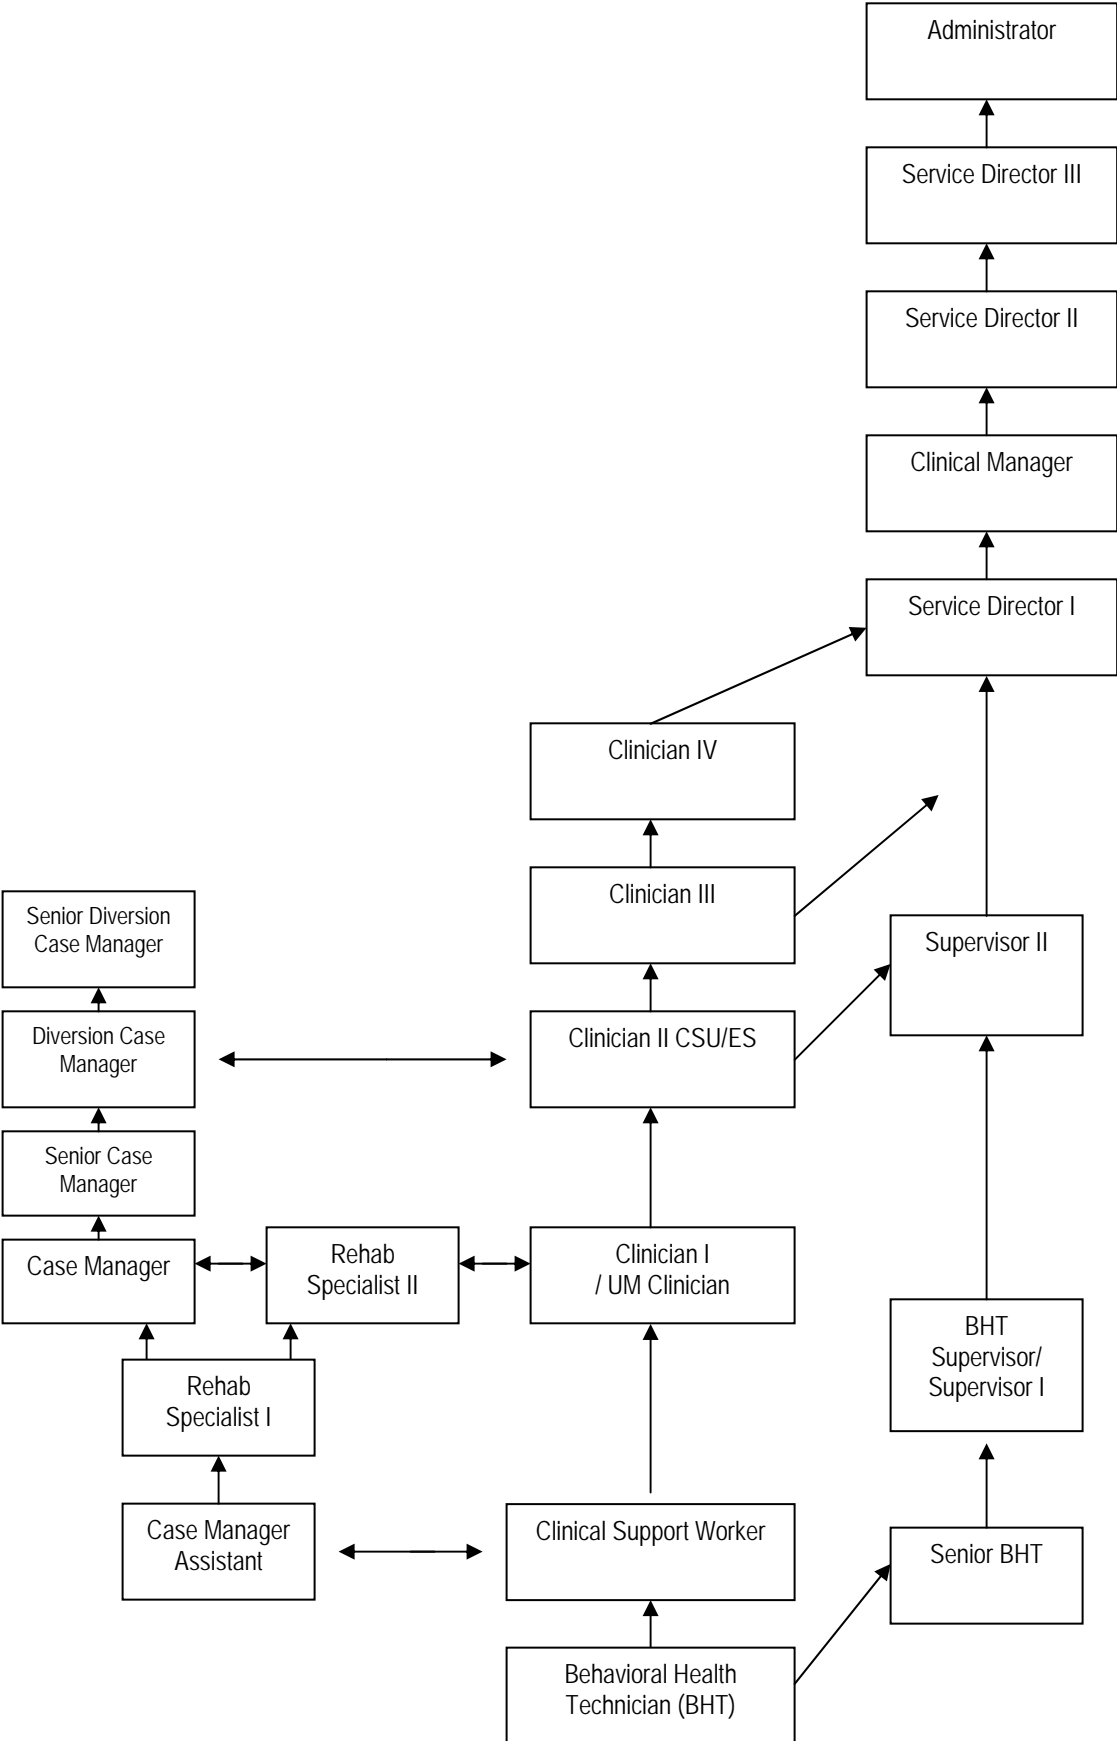 Administrator
Service Director III
Service Director II
Clinical Manager
Service Director I
Clinician IV
Clinician III
Senior Diversion
Case Manager
Supervisor II
Diversion Case
Manager
Clinician II CSU/ES
Senior Case
Manager
Case Manager
Rehab
Specialist II
Clinician I
/ UM Clinician
BHT
Supervisor/
Supervisor I
Rehab
Specialist I
Case Manager
Assistant
Clinical Support Worker
Senior BHT
Behavioral Health
Technician (BHT)